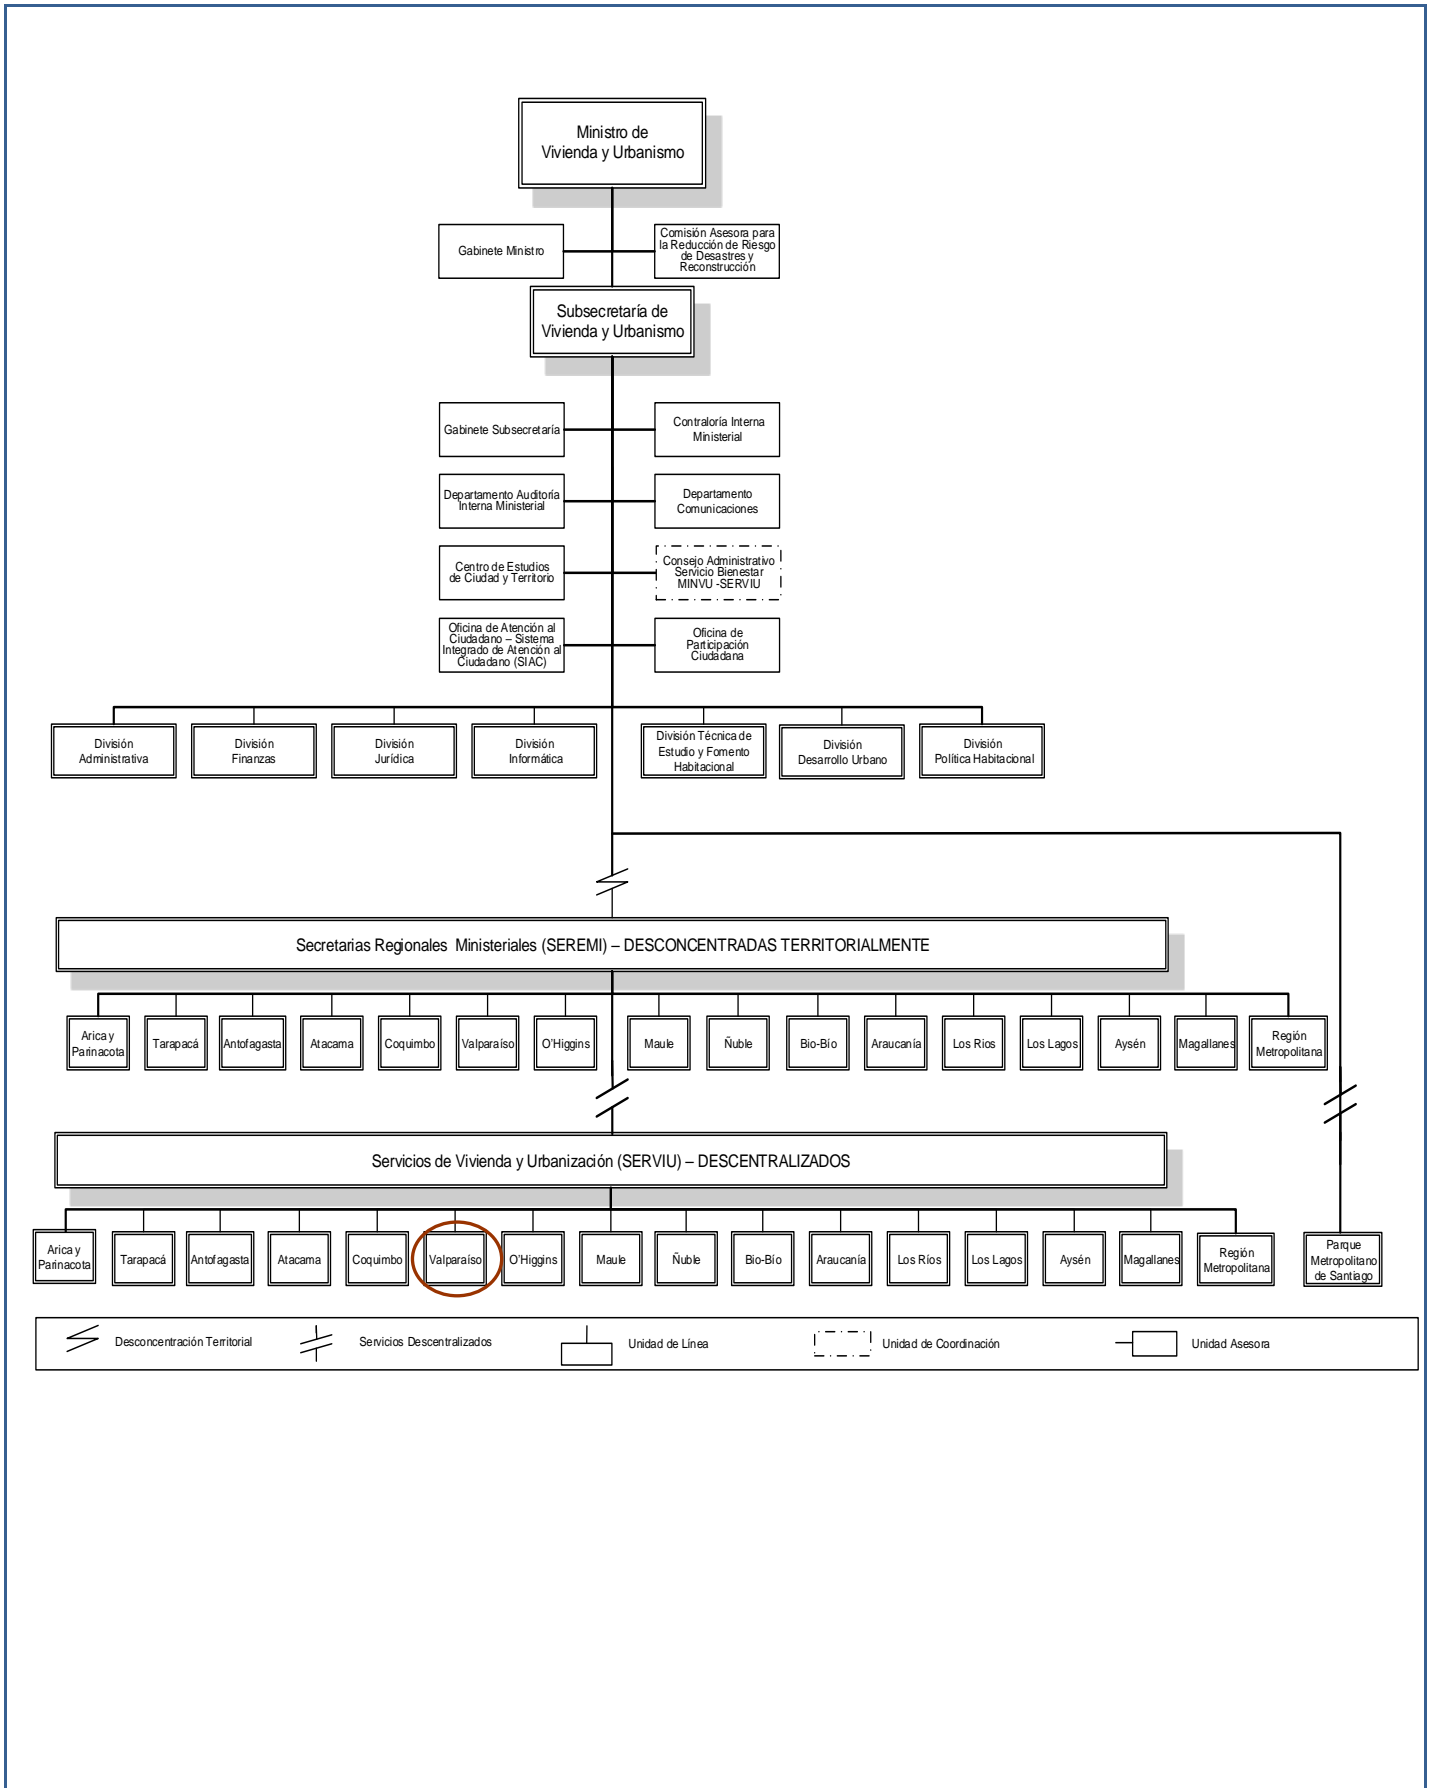 Ministro de
Vivienda y Urbanismo
Gabinete Ministro
Comisión Asesora para
la Reducción de Riesgo
de Desastres y
Reconstrucción
Subsecretaría de
Vivienda y Urbanismo
Gabinete Subsecretaría
Contraloría Interna
Ministerial
Departamento Auditoría
Interna Ministerial
Departamento
Comunicaciones
Centro de Estudios
de Ciudad y Territorio
Consejo Administrativo
Servicio Bienestar
MINVU -SERVIU
Oficina de Atención al
Ciudadano – Sistema
Integrado de Atención al
Ciudadano (SIAC)
Oficina de
Participación
Ciudadana
División
Administrativa
División
Finanzas
División
Jurídica
División
Informática
División Técnica de
Estudio y Fomento
Habitacional
División
Desarrollo Urbano
División
Política Habitacional
Secretarias Regionales Ministeriales (SEREMI) – DESCONCENTRADAS TERRITORIALMENTE
Arica y
Parinacota
Tarapacá
Antofagasta
Atacama
Coquimbo
Valparaíso
O'Higgins
Maule
Ñuble
Bio-Bío
Araucanía
Los Rios
Los Lagos
Aysén
Magallanes
Región
Metropolitana
Servicios de Vivienda y Urbanización (SERVIU) – DESCENTRALIZADOS
Arica y
Parinacota
Tarapacá
Antofagasta
Atacama
Coquimbo
Valparaíso
O'Higgins
Maule
Ñuble
Bio-Bío
Araucanía
Los Ríos
Los Lagos
Aysén
Magallanes
Región
Metropolitana
Parque
Metropolitano
de Santiago
Desconcentración Territorial
Servicios Descentralizados
Unidad de Línea
Unidad de Coordinación
Unidad Asesora